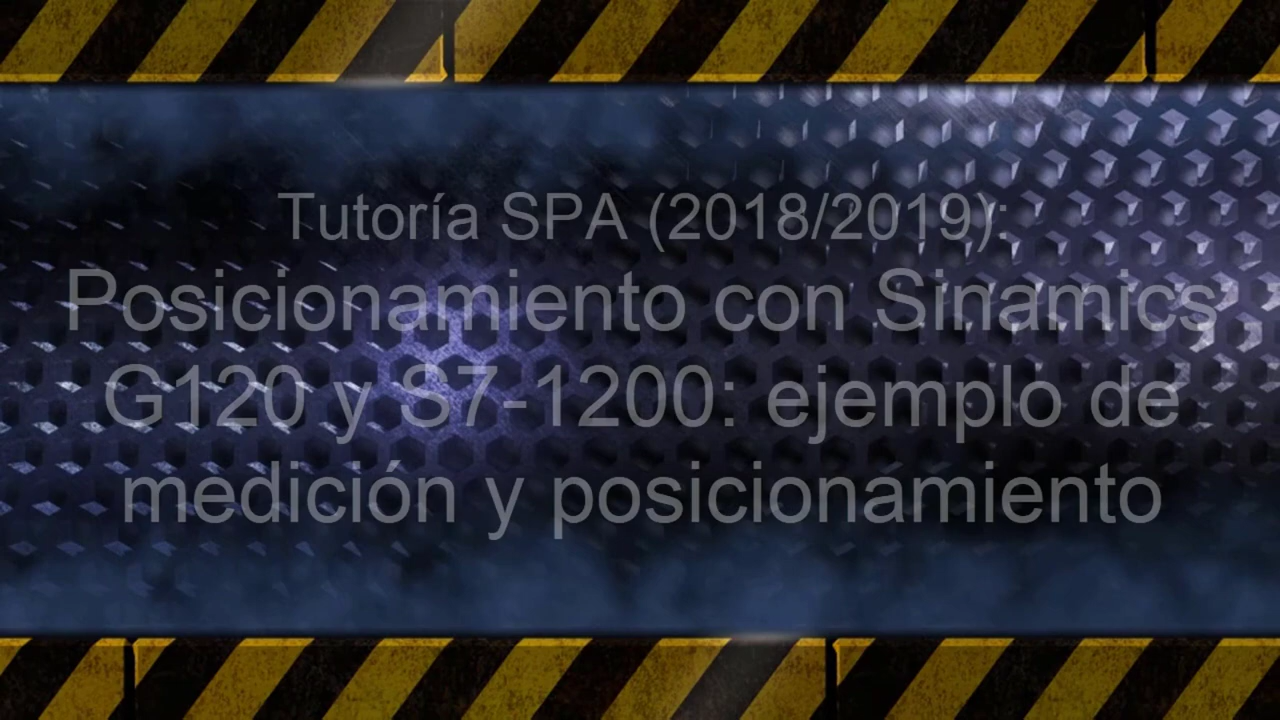 Tutoría SPA (2018/2019):
Posicionamiento con Sinamics
G120 y S7-1200: ejemplo de
medición y posicionamiento